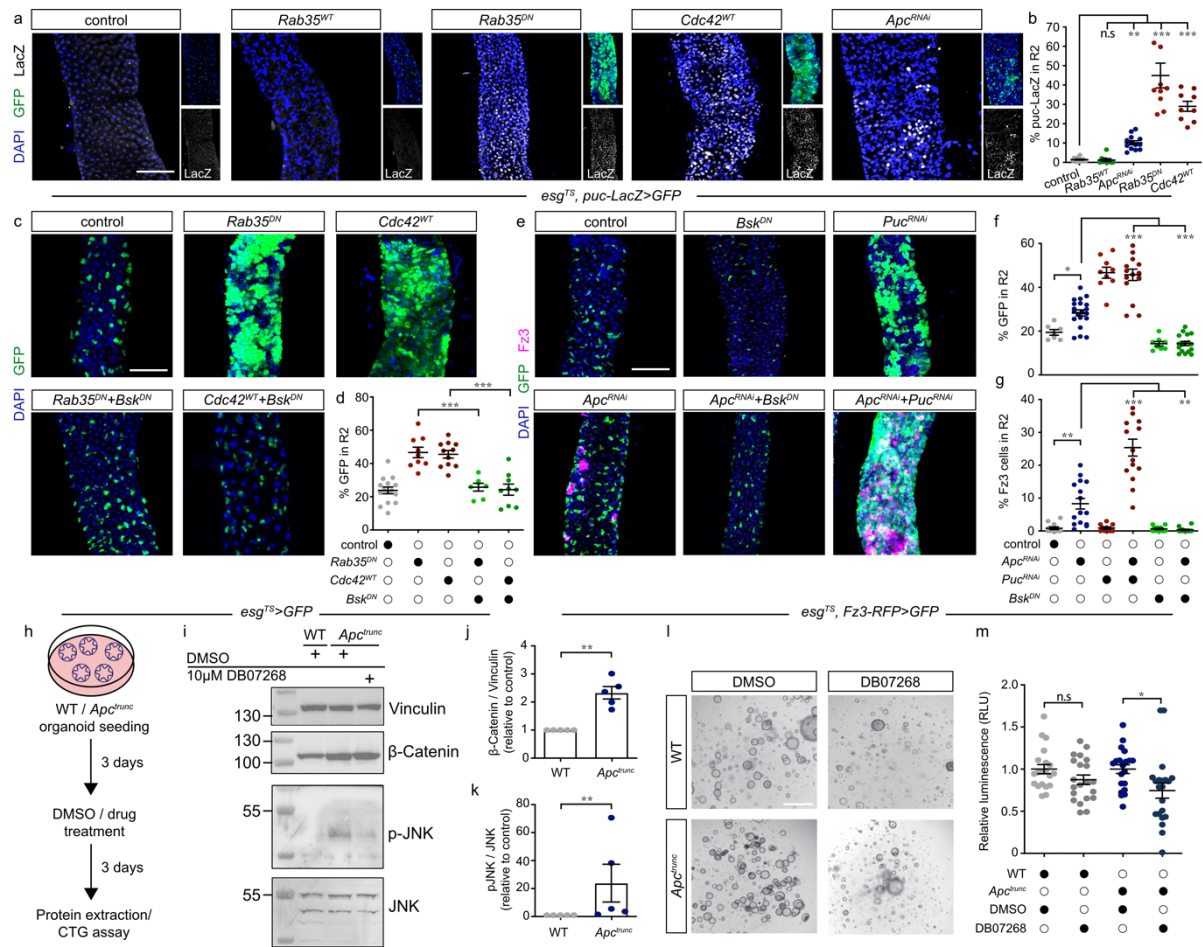 a
control
Rab35WT
Rab35DN
Cdc42WT
ApcRNAi
DAPI GFP LacZ
LacZ
LacZ
LacZ
LacZ
LacZ
esgTS, puc-LacZ>GFP
b
n.s ** *** ***
% puc-LacZ in R2
70
60
50
40
30
20
10
0
control
Rab35WT
ApcRNAi
Rab35DN
Cdc42WT
c
control
Rab35DN
Cdc42WT
DAPI GFP
Rab35DN+BskDN
Cdc42WT+BskDN
d
***
***
% GFP in R2
80
60
40
20
0
control
Rab35DN
Cdc42WT
BskDN
esgTS>GFP
e
control
BskDN
PucRNAi
DAPI GFP Fz3
ApcRNAi
ApcRNAi+BskDN
ApcRNAi+PucRNAi
f
*
*** ***
% GFP in R2
60
40
20
0
g
**
*** **
% Fz3 cells in R2
40
30
20
10
0
control
ApcRNAi
PucRNAi
BskDN
esgTS, Fz3-RFP>GFP
h
WT / Apctrunc
organoid seeding
3 days
DMSO / drug
treatment
3 days
Protein extraction/
CTG assay
i
WT Apctrunc
DMSO + +
10μM DB07268 +
130
Vinculin
130
100
β-Catenin
55
p-JNK
55
JNK
j
**
β-Catenin / Vinculin
(relative to control)
3
2
1
0
WT Apctrunc
k
**
pJNK / JNK
(relative to control)
80
60
40
20
0
WT Apctrunc
l
DMSO
DB07268
WT
Apctrunc
m
n.s
*
Relative luminescence (RLU)
2.0
1.5
1.0
0.5
0
WT
Apctrunc
DMSO
DB07268